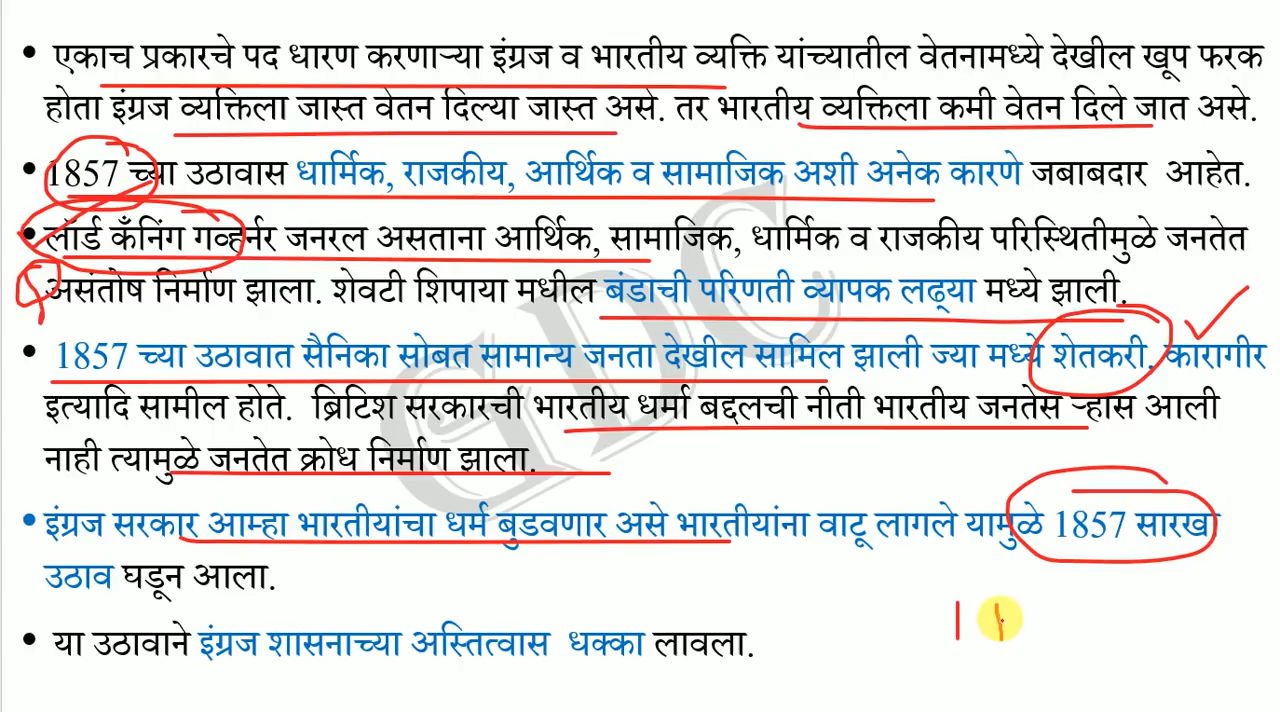 • एकाच प्रकारचे पद धारण करणाऱ्या इंग्रज व भारतीय व्यक्ति यांच्यातील वेतनामध्ये देखील खूप फरक
होता इंग्रज व्यक्तिला जास्त वेतन दिल्या जास्त असे. तर भारतीय व्यक्तिला कमी वेतन दिले जात असे.
• 1857 च्या उठावास धार्मिक, राजकीय, आर्थिक व सामाजिक अशी अनेक कारणे जबाबदार आहेत.
• लॉर्ड कँनिंग गव्हर्नर जनरल असताना आर्थिक, सामाजिक, धार्मिक व राजकीय परिस्थितीमुळे जनतेत
असंतोष निर्माण झाला. शेवटी शिपाया मधील बंडाची परिणती व्यापक लढ्या मध्ये झाली.
• 1857 च्या उठावात सैनिका सोबत सामान्य जनता देखील सामिल झाली ज्या मध्ये शेतकरी, कारागीर
इत्यादि सामील होते. ब्रिटिश सरकारची भारतीय धर्मा बद्दलची नीती भारतीय जनतेस ऱ्हास आली
नाही त्यामुळे जनतेत क्रोध निर्माण झाला.
• इंग्रज सरकार आम्हा भारतीयांचा धर्म बुडवणार असे भारतीयांना वाटू लागले यामुळे 1857 सारखा
उठाव घडून आला.
• या उठावाने इंग्रज शासनाच्या अस्तित्वास धक्का लावला.
GDC